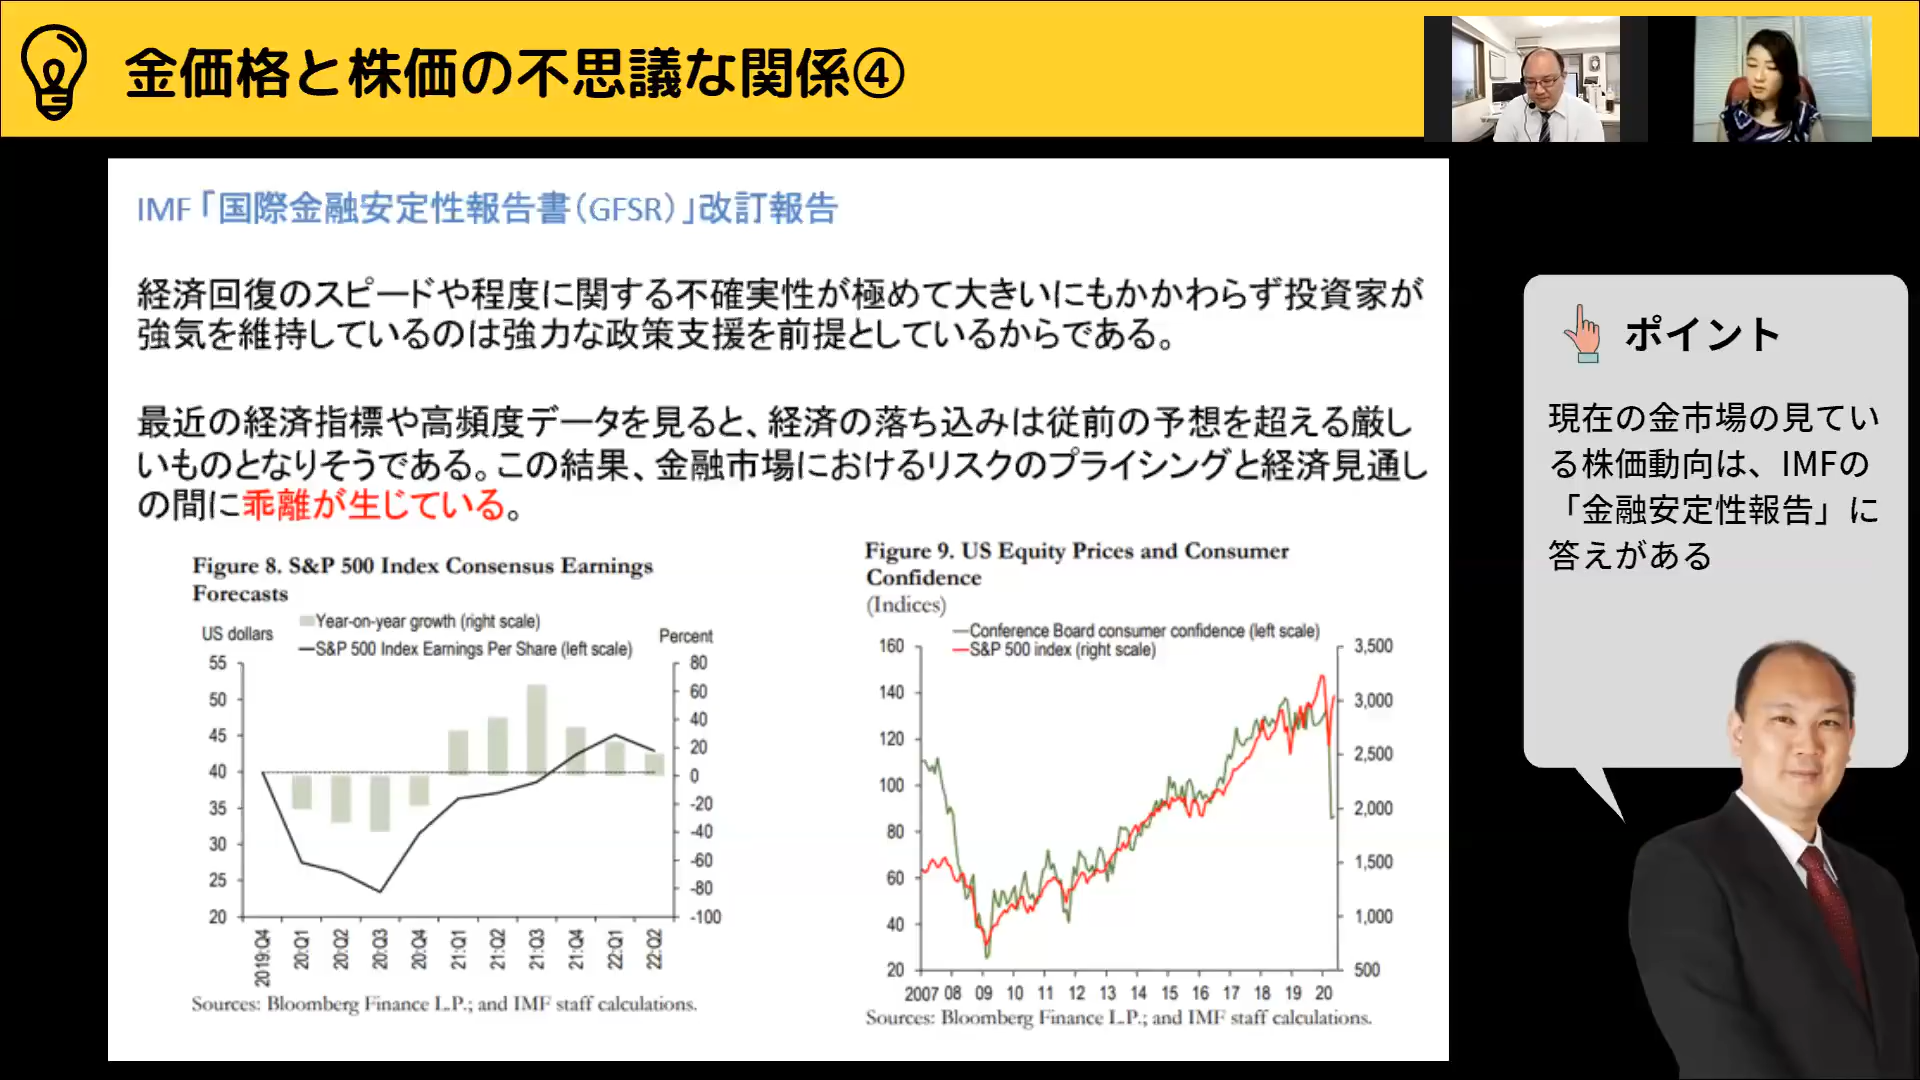 金価格と株価の不思議な関係④
IMF「国際金融安定性報告書（GFSR）」改訂報告
経済回復のスピードや程度に関する不確実性が極めて大きいにもかかわらず投資家が
強気を維持しているのは強力な政策支援を前提としているからである。
最近の経済指標や高頻度データを見ると、経済の落ち込みは従前の予想を超える厳し
いものとなりそうである。この結果、金融市場におけるリスクのプライシングと経済見通し
の間に乖離が生じている。
Figure 8. S&P 500 Index Consensus Earnings
Forecasts
Year-on-year growth (right scale)
US dollars
Percent
S&P 500 Index Earnings Per Share (left scale)
55 80
50 60
45 40
40 20
35 0
30 -20
25 -40
20 -60
-80
-100
2019:Q4 20:Q1 20:Q2 20:Q3 20:Q4 21:Q1 21:Q2 21:Q3 21:Q4 22:Q1 22:Q2
Sources: Bloomberg Finance L.P.; and IMF staff calculations.
Figure 9. US Equity Prices and Consumer
Confidence
(Indices)
Conference Board consumer confidence (left scale)
S&P 500 index (right scale)
160 3,500
140 3,000
120 2,500
100 2,000
80 1,500
60 1,000
40 500
20
2007 08 09 10 11 12 13 14 15 16 17 18 19 20
Sources: Bloomberg Finance L.P.; and IMF staff calculations.
ポイント
現在の金市場の見てい
る株価動向は、IMFの
「金融安定性報告」に
答えがある